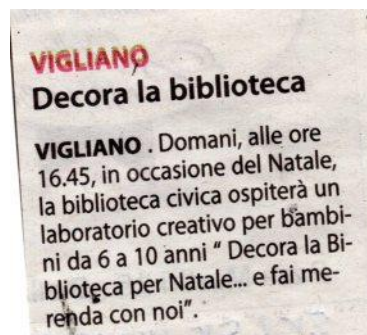 VIGLIANO
Decora la biblioteca
VIGLIANO . Domani, alle ore
16.45, in occasione del Natale,
la biblioteca civica ospiterà un
laboratorio creativo per bambi-
ni da 6 a 10 anni “ Decora la Bi-
blioteca per Natale... e fai me-
renda con noi”.